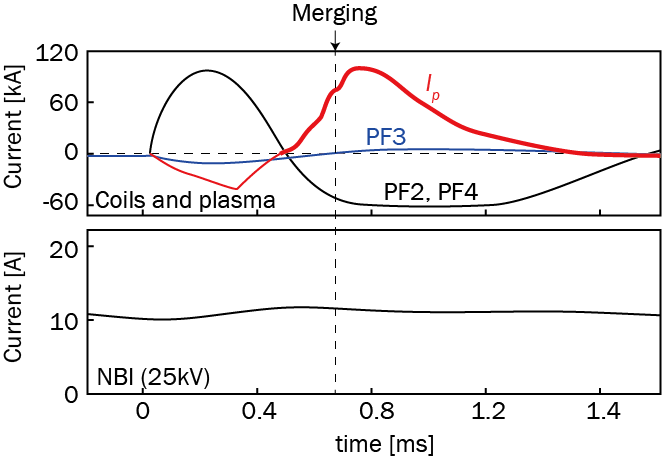 Merging
Current [kA]
120
60
0
-60
Ip
PF3
PF2, PF4
Coils and plasma
Current [A]
20
10
0
NBI (25kV)
0
0.4
0.8
1.2
1.4
time [ms]